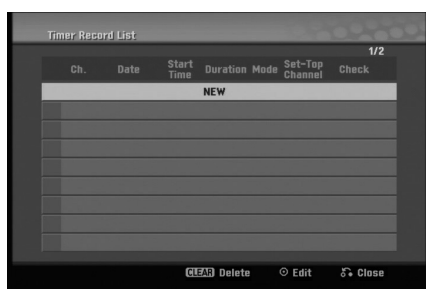 Timer Record List
1/2
Ch. Date Start Time Duration Mode Set-Top Channel Check
NEW
CLEAR Delete Edit Close